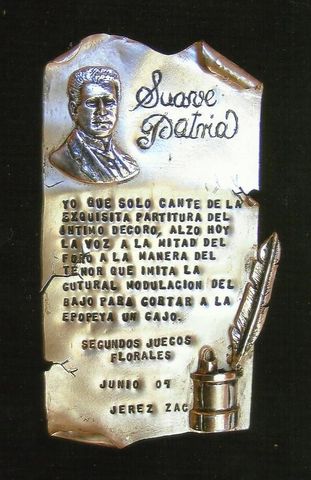 Suave
Patria
YO QUE SOLO CANTE DE LA
EXQUISITA PARTITURA DEL
INTIMO DECORO, ALZO HOY
LA VOZ A LA MITAD DEL
FORO A LA MANERA DEL
TENOR QUE IMITA LA
GUTURAL MODULACION DEL
BAJO PARA CORTAR A LA
EPOPEYA UN GAJO.
SEGUNDOS JUEGOS
FLORALES
JUNIO 07
JEREZ ZAC